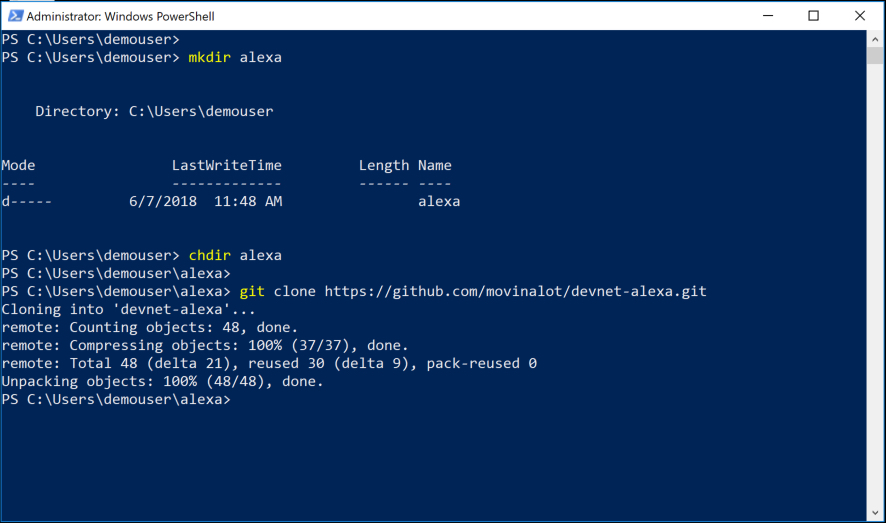 Administrator: Windows PowerShell
PS C:\Users\demouser>
PS C:\Users\demouser> mkdir alexa
Directory: C:\Users\demouser
Mode LastWriteTime Length Name
---- ------------- ------ ----
d----- 6/7/2018 11:48 AM alexa
PS C:\Users\demouser> chdir alexa
PS C:\Users\demouser\alexa>
PS C:\Users\demouser\alexa> git clone https://github.com/movinalot/devnet-alexa.git
Cloning into 'devnet-alexa'...
remote: Counting objects: 48, done.
remote: Compressing objects: 100% (37/37), done.
remote: Total 48 (delta 21), reused 30 (delta 9), pack-reused 0
Unpacking objects: 100% (48/48), done.
PS C:\Users\demouser\alexa>